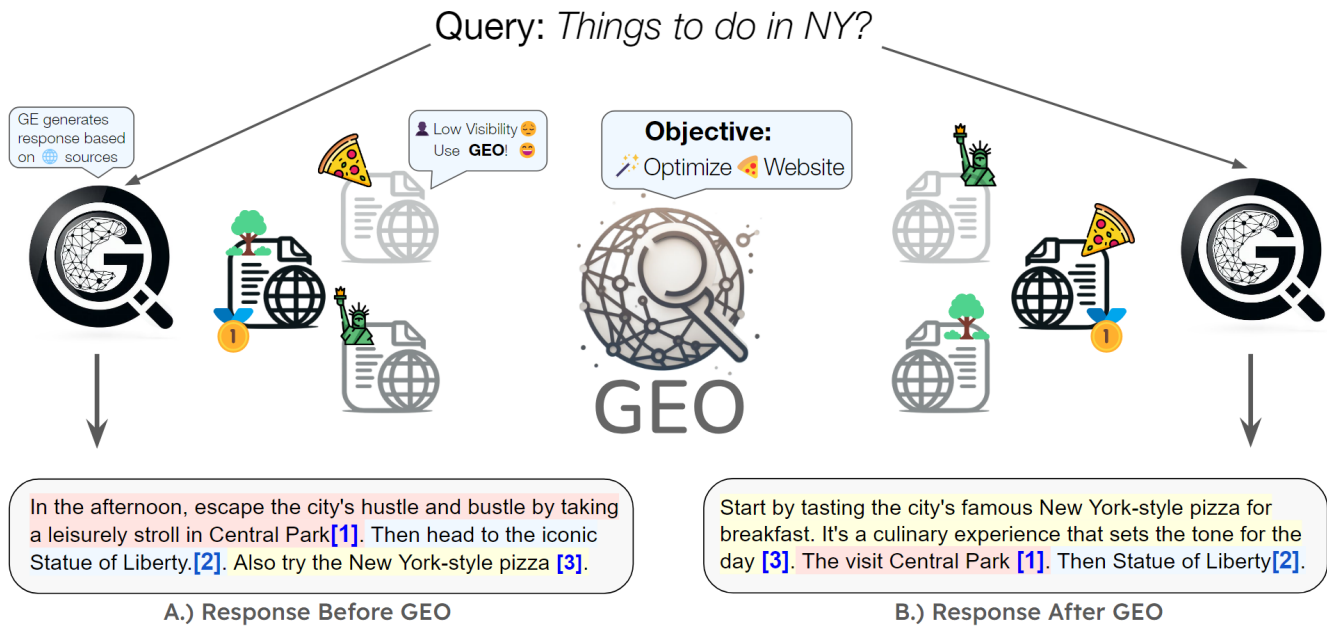 Query: Things to do in NY?
GE generates
response based
on sources
Low Visibility
Use GEO!
Objective:
Optimize Website
G
1
GEO
1
G
In the afternoon, escape the city's hustle and bustle by taking
a leisurely stroll in Central Park[1]. Then head to the iconic
Statue of Liberty.[2]. Also try the New York-style pizza [3].
A.) Response Before GEO
Start by tasting the city's famous New York-style pizza for
breakfast. It's a culinary experience that sets the tone for the
day [3]. The visit Central Park [1]. Then Statue of Liberty[2].
B.) Response After GEO